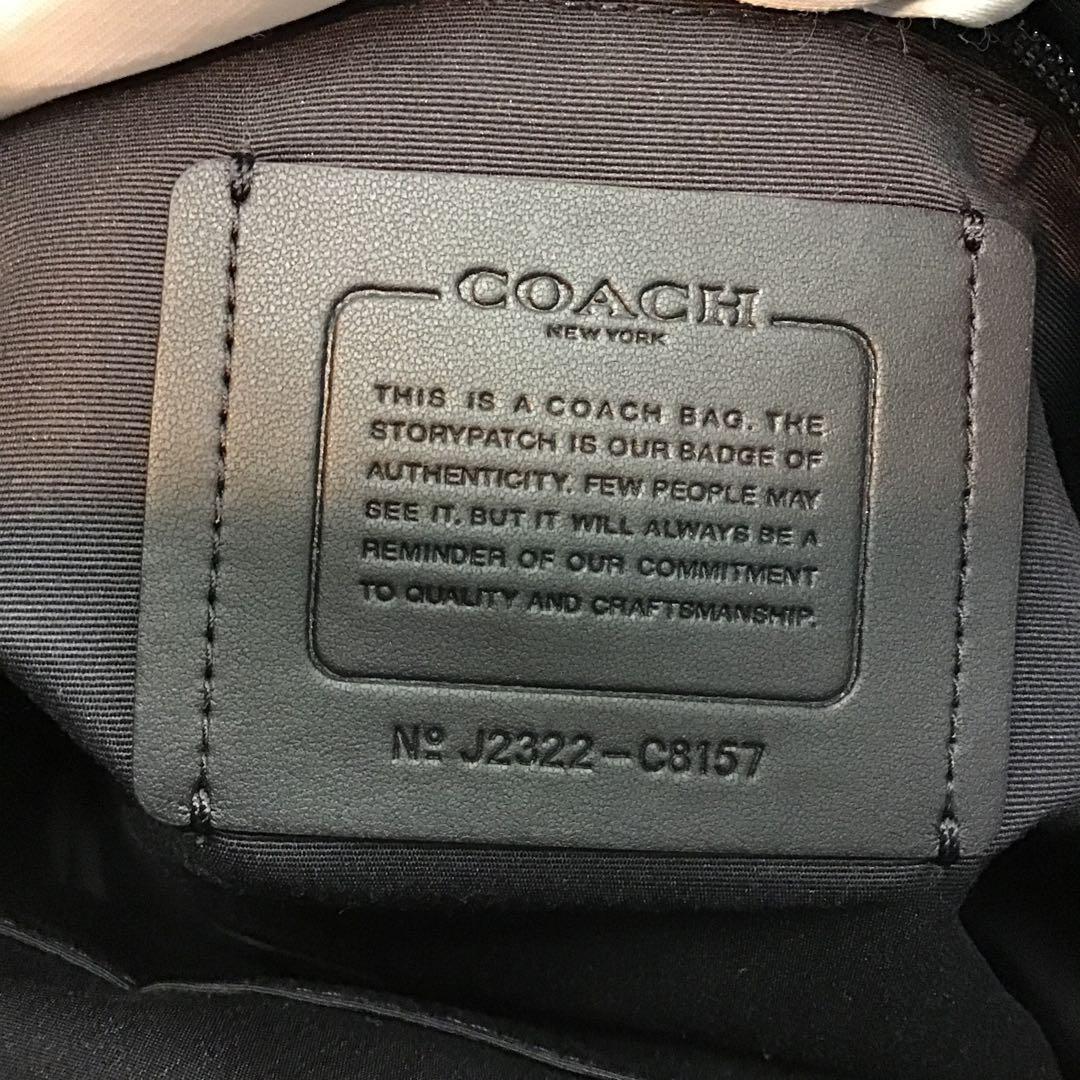 COACH
NEW YORK
THIS IS A COACH BAG. THE
STORYPATCH IS OUR BADGE OF
AUTHENTICITY. FEW PEOPLE MAY
SEE IT, BUT IT WILL ALWAYS BE A
REMINDER OF OUR COMMITMENT
TO QUALITY AND CRAFTSMANSHIP.
Nº J2322-C8157